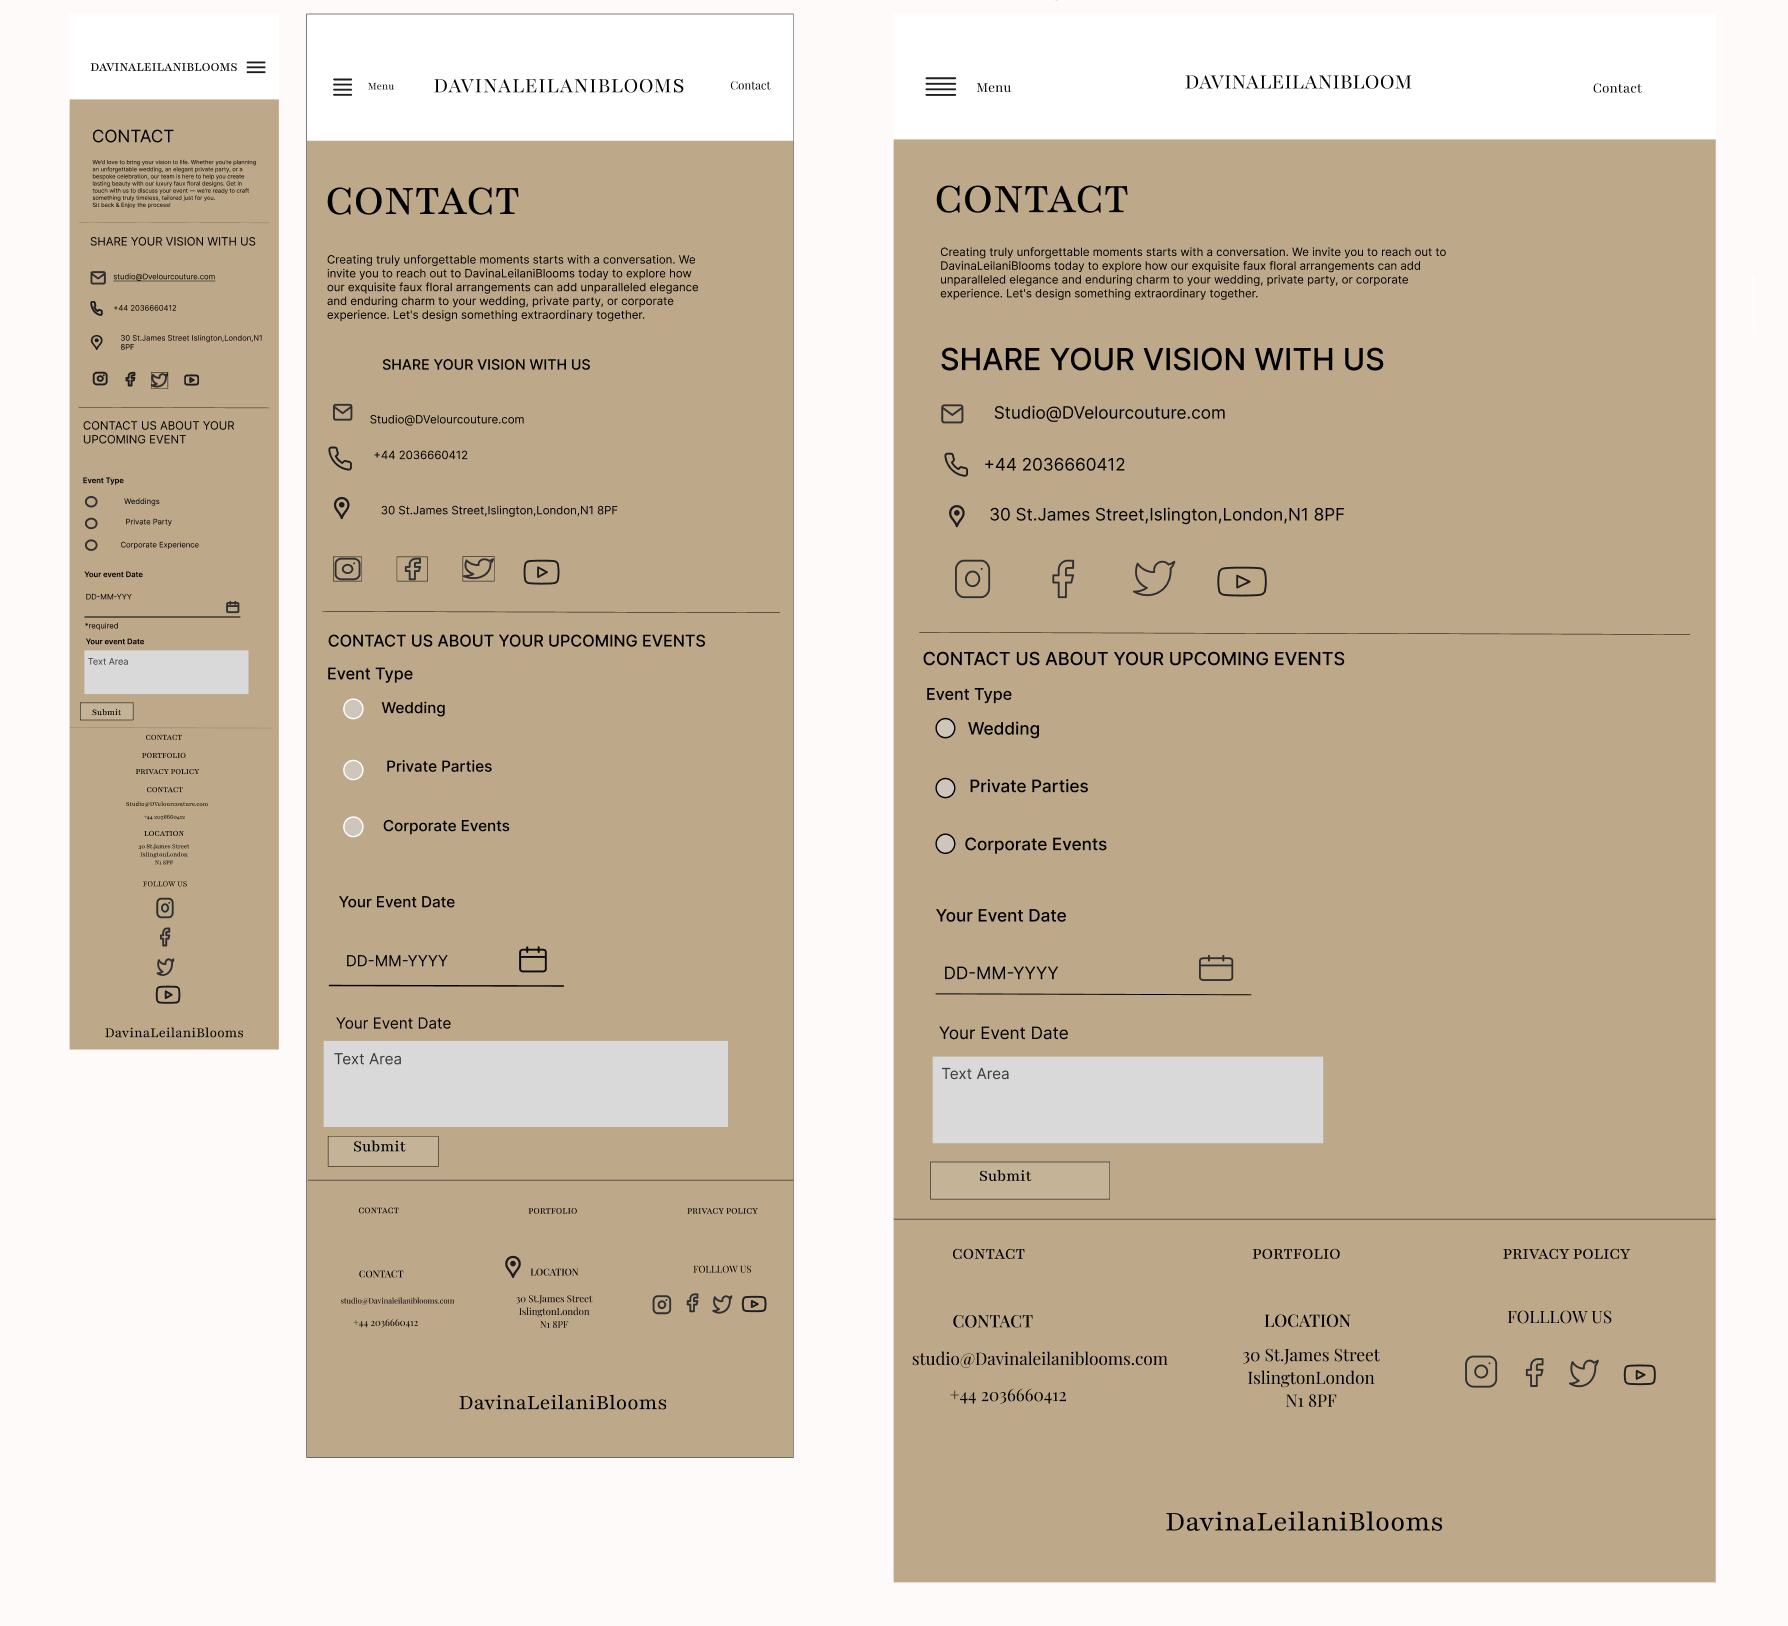 DAVINALEILANIBLOOMS
CONTACT
We'd love to bring your vision to life. Whether you're planning
an unforgettable wedding, an elegant private party, or a
bespoke celebration, our team is here to help you create
lasting beauty with our luxury faux floral designs. Get in
touch with us to discuss your event — we're ready to craft
something truly timeless, tailored just for you.
Sit back & Enjoy the process!
SHARE YOUR VISION WITH US
studio@Dvelourcouture.com
+44 2036660412
30 St.James Street Islington,London,N1
8PF
CONTACT US ABOUT YOUR
UPCOMING EVENT
Event Type
Weddings
Private Party
Corporate Experience
Your event Date
DD-MM-YYY
*required
Your event Date
Text Area
Submit
CONTACT
PORTFOLIO
PRIVACY POLICY
CONTACT
Studio@DVelourcouture.com
+44 2036660412
LOCATION
30 St.James Street
IslingtonLondon
N1 8PF
FOLLOW US
DavinaLeilaniBlooms
Menu
DAVINALEILANIBLOOMS
Contact
CONTACT
Creating truly unforgettable moments starts with a conversation. We
invite you to reach out to DavinaLeilaniBlooms today to explore how
our exquisite faux floral arrangements can add unparalleled elegance
and enduring charm to your wedding, private party, or corporate
experience. Let's design something extraordinary together.
SHARE YOUR VISION WITH US
Studio@DVelourcouture.com
+44 2036660412
30 St.James Street,Islington,London,N1 8PF
CONTACT US ABOUT YOUR UPCOMING EVENTS
Event Type
Wedding
Private Parties
Corporate Events
Your Event Date
DD-MM-YYYY
Your Event Date
Text Area
Submit
CONTACT
PORTFOLIO
PRIVACY POLICY
CONTACT
studio@Davinaleilaniblooms.com
+44 2036660412
LOCATION
30 St.James Street
IslingtonLondon
N1 8PF
FOLLLOW US
DavinaLeilaniBlooms
Menu
DAVINALEILANIBLOOM
Contact
CONTACT
Creating truly unforgettable moments starts with a conversation. We invite you to reach out to
DavinaLeilaniBlooms today to explore how our exquisite faux floral arrangements can add
unparalleled elegance and enduring charm to your wedding, private party, or corporate
experience. Let's design something extraordinary together.
SHARE YOUR VISION WITH US
Studio@DVelourcouture.com
+44 2036660412
30 St.James Street,Islington,London,N1 8PF
CONTACT US ABOUT YOUR UPCOMING EVENTS
Event Type
Wedding
Private Parties
Corporate Events
Your Event Date
DD-MM-YYYY
Your Event Date
Text Area
Submit
CONTACT
PORTFOLIO
PRIVACY POLICY
CONTACT
studio@Davinaleilaniblooms.com
+44 2036660412
LOCATION
30 St.James Street
IslingtonLondon
N1 8PF
FOLLLOW US
DavinaLeilaniBlooms